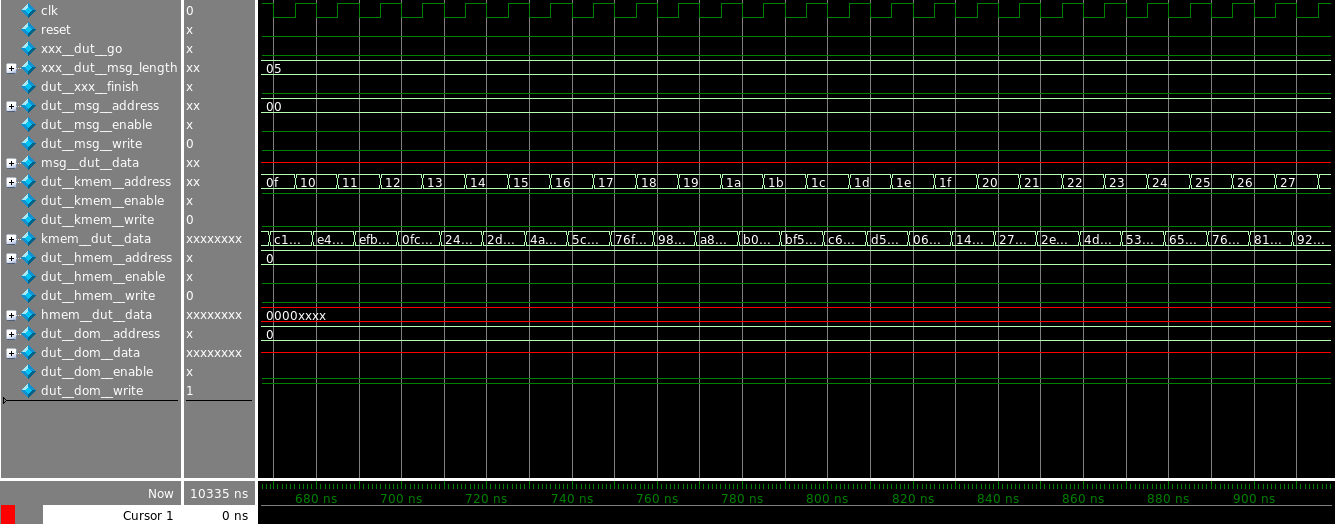 clk 0
reset x
xxx__dut__go x
xxx__dut__msg_length xx 05
dut__xxx__finish x
dut__msg__address xx 00
dut__msg__enable x
dut__msg__write 0
msg__dut__data xx
dut__kmem__address xx 0f 10 11 12 13 14 15 16 17 18 19 1a 1b 1c 1d 1e 1f 20 21 22 23 24 25 26 27
dut__kmem__enable x
dut__kmem__write 0
kmem__dut__data xxxxxxxx c1... e4... efb... 0fc... 24... 2d... 4a... 5c... 76f... 98... a8... b0... bf5... c6... d5... 06... 14... 27... 2e... 4d... 53... 65... 76... 81... 92...
dut__hmem__address x 0
dut__hmem__enable x
dut__hmem__write 0
hmem__dut__data xxxxxxxx 0000xxxx
dut__dom__address x 0
dut__dom__data xxxxxxxx
dut__dom__enable x
dut__dom__write 1
Now 10335 ns 680 ns 700 ns 720 ns 740 ns 760 ns 780 ns 800 ns 820 ns 840 ns 860 ns 880 ns 900 ns
Cursor 1 0 ns